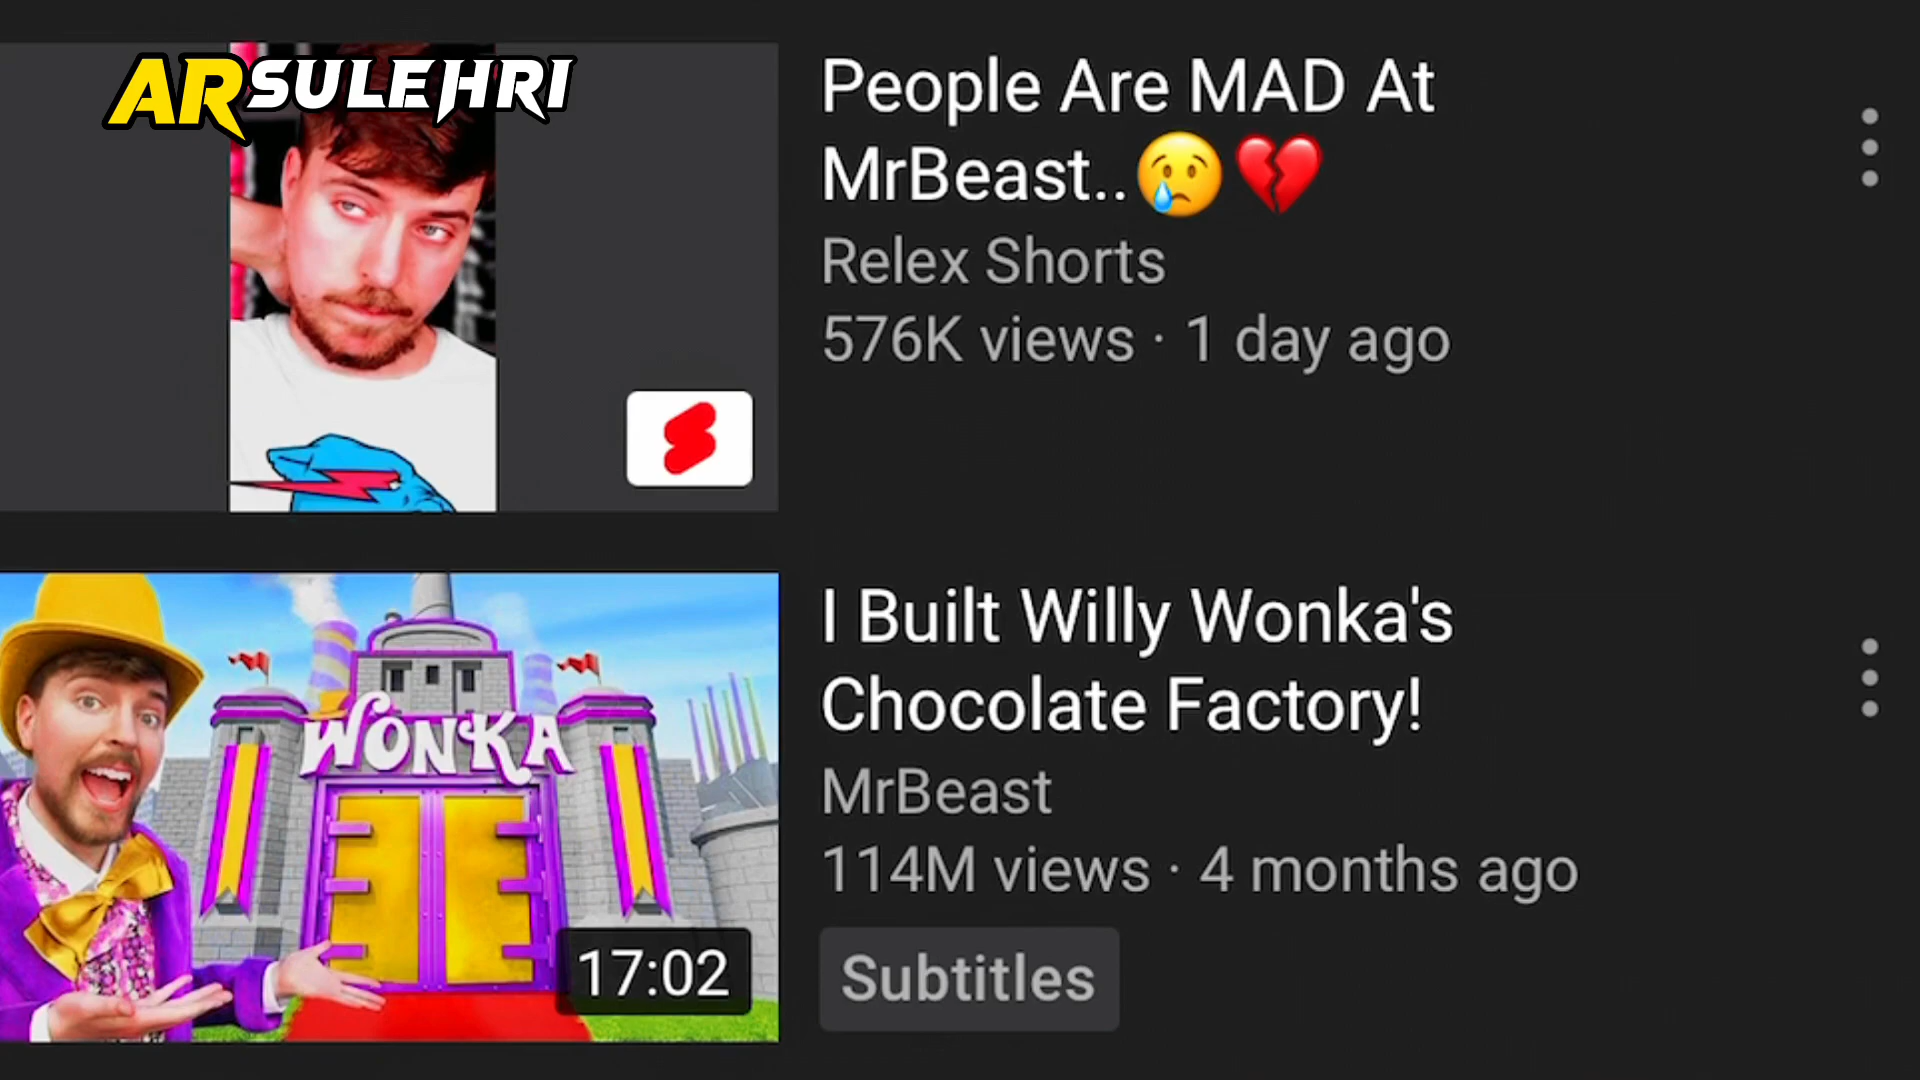 ARSULEHRI
People Are MAD At
MrBeast..😢💔
Relex Shorts
576K views · 1 day ago
WONKA
17:02
I Built Willy Wonka's
Chocolate Factory!
MrBeast
114M views · 4 months ago
Subtitles